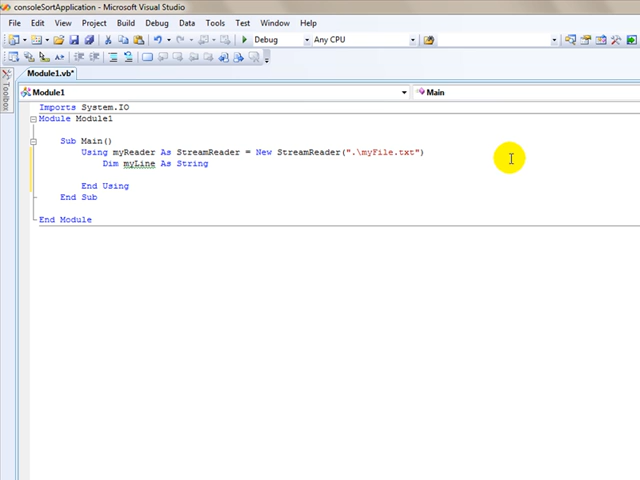 consoleSortApplication - Microsoft Visual Studio
File Edit View Project Build Debug Data Tools Test Window Help
Debug Any CPU
Toolbox
Module1.vb*
Module1 Main
Imports System.IO
Module Module1
Sub Main()
Using myReader As StreamReader = New StreamReader(".\myFile.txt")
Dim myLine As String
End Using
End Sub
End Module